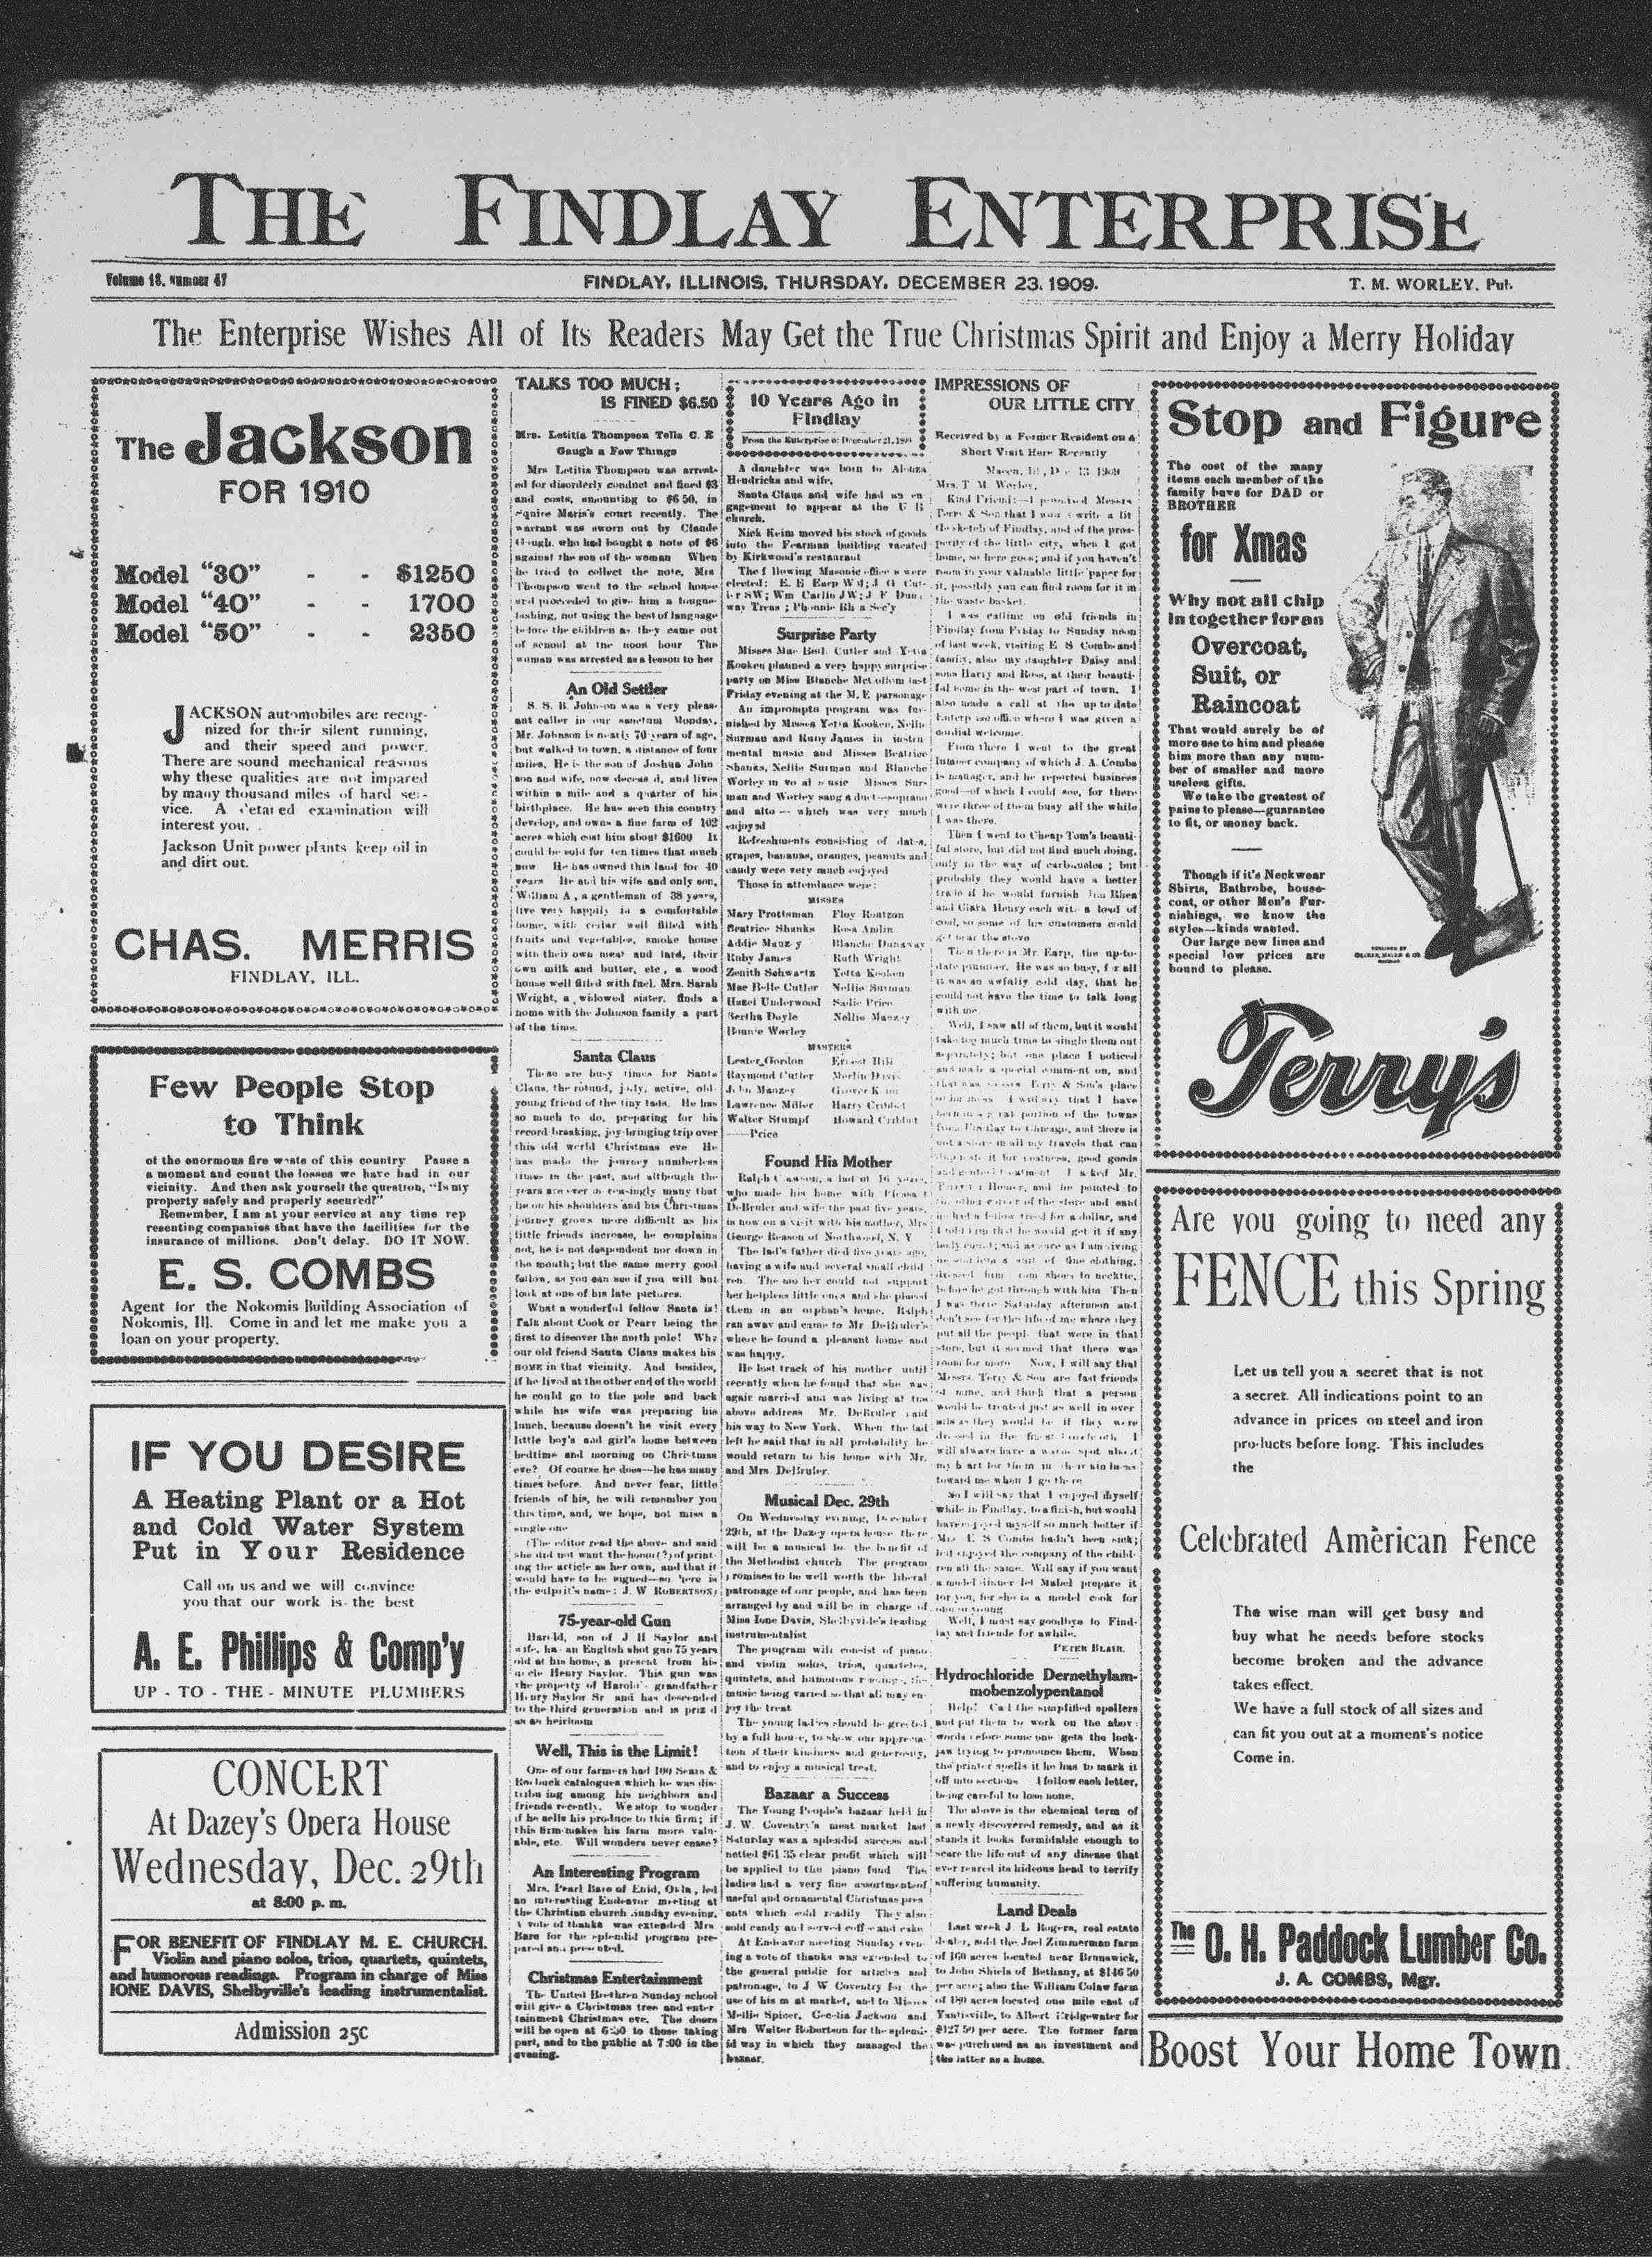 THE FINDLAY ENTERPRISE
Volume 18, Number 47
FINDLAY, ILLINOIS, THURSDAY, DECEMBER 23, 1909.
T. M. WORLEY, Pub.
The Enterprise Wishes All of Its Readers May Get the True Christmas Spirit and Enjoy a Merry Holiday
The Jackson
FOR 1910
Model "30" - - $1250
Model "40" - - 1700
Model "50" - - 2350
JACKSON automobiles are recog-
nized for their silent running,
and their speed and power.
There are sound mechanical reasons
why these qualities are not impared
by many thousand miles of hard ser-
vice. A detailed examination will
interest you.
Jackson Unit power plants keep oil in
and dirt out.
CHAS. MERRIS
FINDLAY, ILL.
Few People Stop
to Think
of the enormous fire waste of this country Pause a
a moment and count the losses we have had in our
vicinity. And then ask yourself the question, "Is my
property safely and properly secured?"
Remember, I am at your service at any time rep
resenting companies that have the facilities for the
insurance of millions. Don't delay. DO IT NOW.
E. S. COMBS
Agent for the Nokomis Building Association of
Nokomis, Ill. Come in and let me make you a
loan on your property.
IF YOU DESIRE
A Heating Plant or a Hot
and Cold Water System
Put in Your Residence
Call on us and we will convince
you that our work is the best
A. E. Phillips & Comp'y
UP - TO - THE - MINUTE PLUMBERS
CONCERT
At Dazey's Opera House
Wednesday, Dec. 29th
at 8:00 p. m.
FOR BENEFIT OF FINDLAY M. E. CHURCH.
Violin and piano solos, trios, quartets, quintets,
and humorous readings. Program in charge of Miss
IONE DAVIS, Shelbyville's leading instrumentalist.
Admission 25c
TALKS TOO MUCH;
IS FINED $6.50
Mrs. Letitia Thompson Tells C. E
Gaugh a Few Things
Mrs Letitia Thompson was arrest-
ed for disorderly conduct and fined $3
and costs, amounting to $6 50, in
Squire Maris's court recently. The
warrant was sworn out by Claude
Gaugh, who had bought a note of $6
against the son of the woman When
he tried to collect the note, Mrs
Thompson went to the school house
and proceeded to give him a tongue-
lashing, not using the best of language
before the children as they came out
of school at the noon hour The
woman was arrested as a lesson to her
An Old Settler
S. S. B. Johnson was a very pleas-
ant caller in our sanctum Monday.
Mr. Johnson is nearly 70 years of age,
but walked to town, a distance of four
miles. He is the son of Joshua John
son and wife, now deceased, and lives
within a mile and a quarter of his
birthplace. He has seen this country
develop, and owns a fine farm of 102
acres which cost him about $1600 It
could be sold for ten times that much
now He has owned this land for 40
years He and his wife and only son,
William A, a gentleman of 38 years,
live very happily in a comfortable
home, with cellar well filled with
fruits and vegetables, smoke house
with their own meat and lard, their
own milk and butter, etc, a wood
house well filled with fuel. Mrs. Sarah
Wright, a widowed sister, finds a
home with the Johnson family a part
of the time.
Santa Claus
These are busy times for Santa
Claus, the rotund, jolly, active, old-
young friend of the tiny tads. He has
so much to do, preparing for his
record-breaking, joy-bringing trip over
this old world Christmas eve He
has made the journey numberless
times in the past, and although the
years are ever increasingly many that
lie on his shoulders and his Christmas
journey grows more difficult as his
little friends increase, he complains
not; he is not despondent nor down in
the mouth; but the same merry good
fellow, as you can see if you will but
look at one of his late pictures.
What a wonderful fellow Santa is!
Talk about Cook or Peary being the
first to discover the north pole! Why
our old friend Santa Claus makes his
HOME in that vicinity. And besides,
if he lived at the other end of the world
he could go to the pole and back
while his wife was preparing his
lunch, because doesn't he visit every
little boy's and girl's home between
bedtime and morning on Christmas
eve? Of course he does—he has many
times before. And never fear, little
friends of his, he will remember you
this time, and, we hope, not miss a
single one
(The editor read the above and said
she did not want the honor(?) of print-
ing the article as her own, and that it
would have to be signed—so here is
the culprit's name: J. W ROBERTSON)
75-year-old Gun
Harold, son of J H Saylor and
wife, has an English shot gun 75 years
old at his home, a present from his
uncle Henry Saylor. This gun was
the property of Harold's grandfather
Henry Saylor Sr and has descended
to the third generation and is prized
as an heirloom
Well, This is the Limit!
One of our farmers had 100 Sears &
Roebuck catalogues which he was dis-
tributing among his neighbors and
friends recently. We stop to wonder
if he sells his produce to this firm; if
this firm makes his farm more valu-
able, etc. Will wonders never cease?
An Interesting Program
Mrs. Pearl Bare of Enid, Okla, led
an interesting Endeavor meeting at
the Christian church Sunday evening.
A vote of thanks was extended Mrs
Bare for the splendid program pre-
pared and presented.
Christmas Entertainment
The United Brethren Sunday school
will give a Christmas tree and enter
tainment Christmas eve. The doors
will be open at 6:30 to those taking
part, and to the public at 7:00 in the
evening.
10 Years Ago in
Findlay
From the Enterprise of December 21, 1899
A daughter was born to Alonza
Hendricks and wife.
Santa Claus and wife had an en
gagement to appear at the U B
church.
Nick Keim moved his stock of goods
into the Fearman building vacated
by Kirkwood's restaurant
The following Masonic officers were
elected: E. E Earp WM; J G Cut-
ler SW; Wm Carlin JW; J F Dun-
way Treas;
Surprise Party
Misses Mae Bell Cutler and Yetta
Kooken planned a very happy surprise
party on Miss Blanche McCollom last
Friday evening at the M. E parsonage
An impromptu program was fur-
nished by Misses Yetta Kooken, Nellie
Surman and Ruby James in instru
mental music and Misses Beatrice
Shanks, Nellie Surman and Blanche
Worley in vocal music Misses Sur-
man and Worley sang a duet—soprano
and alto — which was very much
enjoyed
Refreshments consisting of dates,
grapes, bananas, oranges, peanuts and
candy were very much enjoyed
Those in attendance were:
MISSES
Mary Prottsman Floy Rontzon
Beatrice Shanks Rosa Amlin
Addie Manzy Blanche Dunaway
Ruby James Ruth Wright
Zenith Schwartz Yetta Kooken
Mae Belle Cutler Nellie Surman
Hazel Underwood Sadie Price
Bertha Doyle Nellie Manzey
Bonnie Worley
MASTERS
Lester Gordon Ernest Hill
Raymond Cutler Merlin Davis
John Manzey
Lawrence Miller Harry Cribbet
Walter Stumpf Howard Cribbet
——Price
Found His Mother
Ralph Clawson, a lad of 16 years,
who made his home with
DeBruler and wife the past five years,
is now on a visit with his mother, Mrs
George Beason of Northwood, N. Y
The lad's father died five years ago,
having a wife and several small child
ren. The mother could not support
her helpless little ones and she placed
them in an orphan's home. Ralph
ran away and came to Mr DeBruler's
where he found a pleasant home and
was happy.
He lost track of his mother until
recently when he found that she was
again married and was living at the
above address Mr. DeBruler paid
his way to New York. When the lad
left he said that in all probability he
would return to his home with Mr.
and Mrs. DeBruler.
Musical Dec. 29th
On Wednesday evening, December
29th, at the Dazey opera house there
will be a musical for the benefit of
the Methodist church The program
promises to be well worth the liberal
patronage of our people, and has been
arranged by and will be in charge of
Miss Ione Davis, Shelbyville's leading
instrumentalist
The program will consist of piano
and violin solos, trios, quartetes,
quintets, and humorous readings, the
music being varied so that all may en-
joy the treat
The young ladies should be greeted
by a full house, to show our apprecia-
tion of their kindness and generosity,
and to enjoy a musical treat.
Bazaar a Success
The Young People's bazaar held in
J. W. Coventry's meat market last
Saturday was a splendid success and
netted $61 35 clear profit which will
be applied to the piano fund The
ladies had a very fine assortment of
useful and ornamental Christmas pres
ents which sold readily They also
sold candy and served coffee and cake
At Endeavor meeting Sunday even-
ing a vote of thanks was extended to
the general public for articles and
patronage, to J W Coventry for the
use of his meat market, and to Misses
Mellie Spicer, Cecelia Jackson and
Mrs Walter Robertson for the splend-
id way in which they managed the
bazaar.
IMPRESSIONS OF
OUR LITTLE CITY
Received by a Former Resident on a
Short Visit Here Recently
Macon, Ill, Dec 13 1909
Mrs. T M Worley,
Kind Friend:—I promised Messrs
Terry & Son that I would write a lit
tle sketch of Findlay, and of the pros-
perity of the little city, when I got
home, so here goes; and if you haven't
room in your valuable little paper for
it, possibly you can find room for it in
the waste basket.
I was calling on old friends in
Findlay from Friday to Sunday noon
of last week, visiting E S Combs and
family, also my daughter Daisy and
sons Harry and Ross, at their beauti-
ful home in the west part of town. I
also made a call at the up to date
Enterprise office where I was given a
cordial welcome.
From there I went to the great
lumber company of which J. A. Combs
is manager, and he reported business
good—of which I could see, for there
were three of them busy all the while
I was there.
Then I went to Cheap Tom's beauti-
ful store, but did not find much doing,
only in the way of carbuncles; but
probably they would have a better
trade if he would furnish Jim Rhea
and Clark Henry each with a load of
coal, so some of his customers could
get near the stove
Then there is Mr. Earp, the up-to-
date painter. He was so busy, for all
it was an awfully cold day, that he
could not have the time to talk long
with me.
Well, I saw all of them, but it would
take too much time to single them out
separately; but one place I noticed
and made a special comment on, and
that was Messrs Terry & Son's place
of business I will say that I have
been in a great portion of the towns
from Findlay to Chicago, and there is
not a store in all my travels that can
for neatness, good goods
and treatment I asked Mr.
Terry and he pointed to
the other corner of the store and said
he had a fellow for a dollar, and
I told him that he would get it if any
body could; and as sure as I am living
he a suit of fine clothing,
dressed him from shoes to necktie,
before he got through with him Then
I was there Saturday afternoon and
don't see for the life of me where they
put all the people that were in that
store, but it seemed that there was
room for more Now, I will say that
Messrs. Terry & Son are fast friends
of mine, and think that a person
would be treated just as well in over
alls as they would be if they were
dressed in the finest broadcloth I
will always have a warm spot about
my heart for them in their kindness
toward me when I go there
So I will say that I enjoyed myself
while in Findlay, to a finish, but would
have enjoyed myself so much better if
Mrs. E S Combs hadn't been sick;
but enjoyed the company of the child-
ren all the same. Will say if you want
a model dinner let Mabel prepare it
for you, for she is a model cook for
one so young
Well, I must say goodbye to Find-
lay and friends for awhile.
PETER BLAIR.
Hydrochloride Dernethylam-
mobenzolypentanol
Help! Call the simplified spellers
and put them to work on the above
words before some one gets the lock-
jaw trying to pronounce them. When
the printer spells it he has to mark it
off into sections & follow each letter,
being careful to lose none.
The above is the chemical term of
a newly discovered remedy, and as it
stands it looks formidable enough to
scare the life out of any disease that
ever reared its hideous head to terrify
suffering humanity.
Land Deals
Last week J. L Rogers, real estate
dealer, sold the Joel Zimmerman farm
of 160 acres located near Brunswick,
to John Shiels of Bethany, at $146 50
per acre; also the William Colaw farm
of 180 acres located one mile east of
Yantisville, to Albert Bridgewater for
$127.50 per acre. The former farm
was purchased as an investment and
the latter as a home.
Stop and Figure
The cost of the many
items each member of the
family buys for DAD or
BROTHER
for Xmas
Why not all chip
in together for an
Overcoat,
Suit, or
Raincoat
That would surely be of
more use to him and please
him more than any num-
ber of smaller and more
useless gifts.
We take the greatest of
pains to please—guarantee
to fit, or money back.
Though if it's Neckwear
Shirts, Bathrobe, house-
coat, or other Men's Fur-
nishings, we know the
styles—kinds wanted.
Our large new lines and
special low prices are
bound to please.
Terry's
Are you going to need any
FENCE this Spring
Let us tell you a secret that is not
a secret. All indications point to an
advance in prices on steel and iron
products before long. This includes
the
Celebrated American Fence
The wise man will get busy and
buy what he needs before stocks
become broken and the advance
takes effect.
We have a full stock of all sizes and
can fit you out at a moment's notice
Come in.
The O. H. Paddock Lumber Co.
J. A. COMBS, Mgr.
Boost Your Home Town